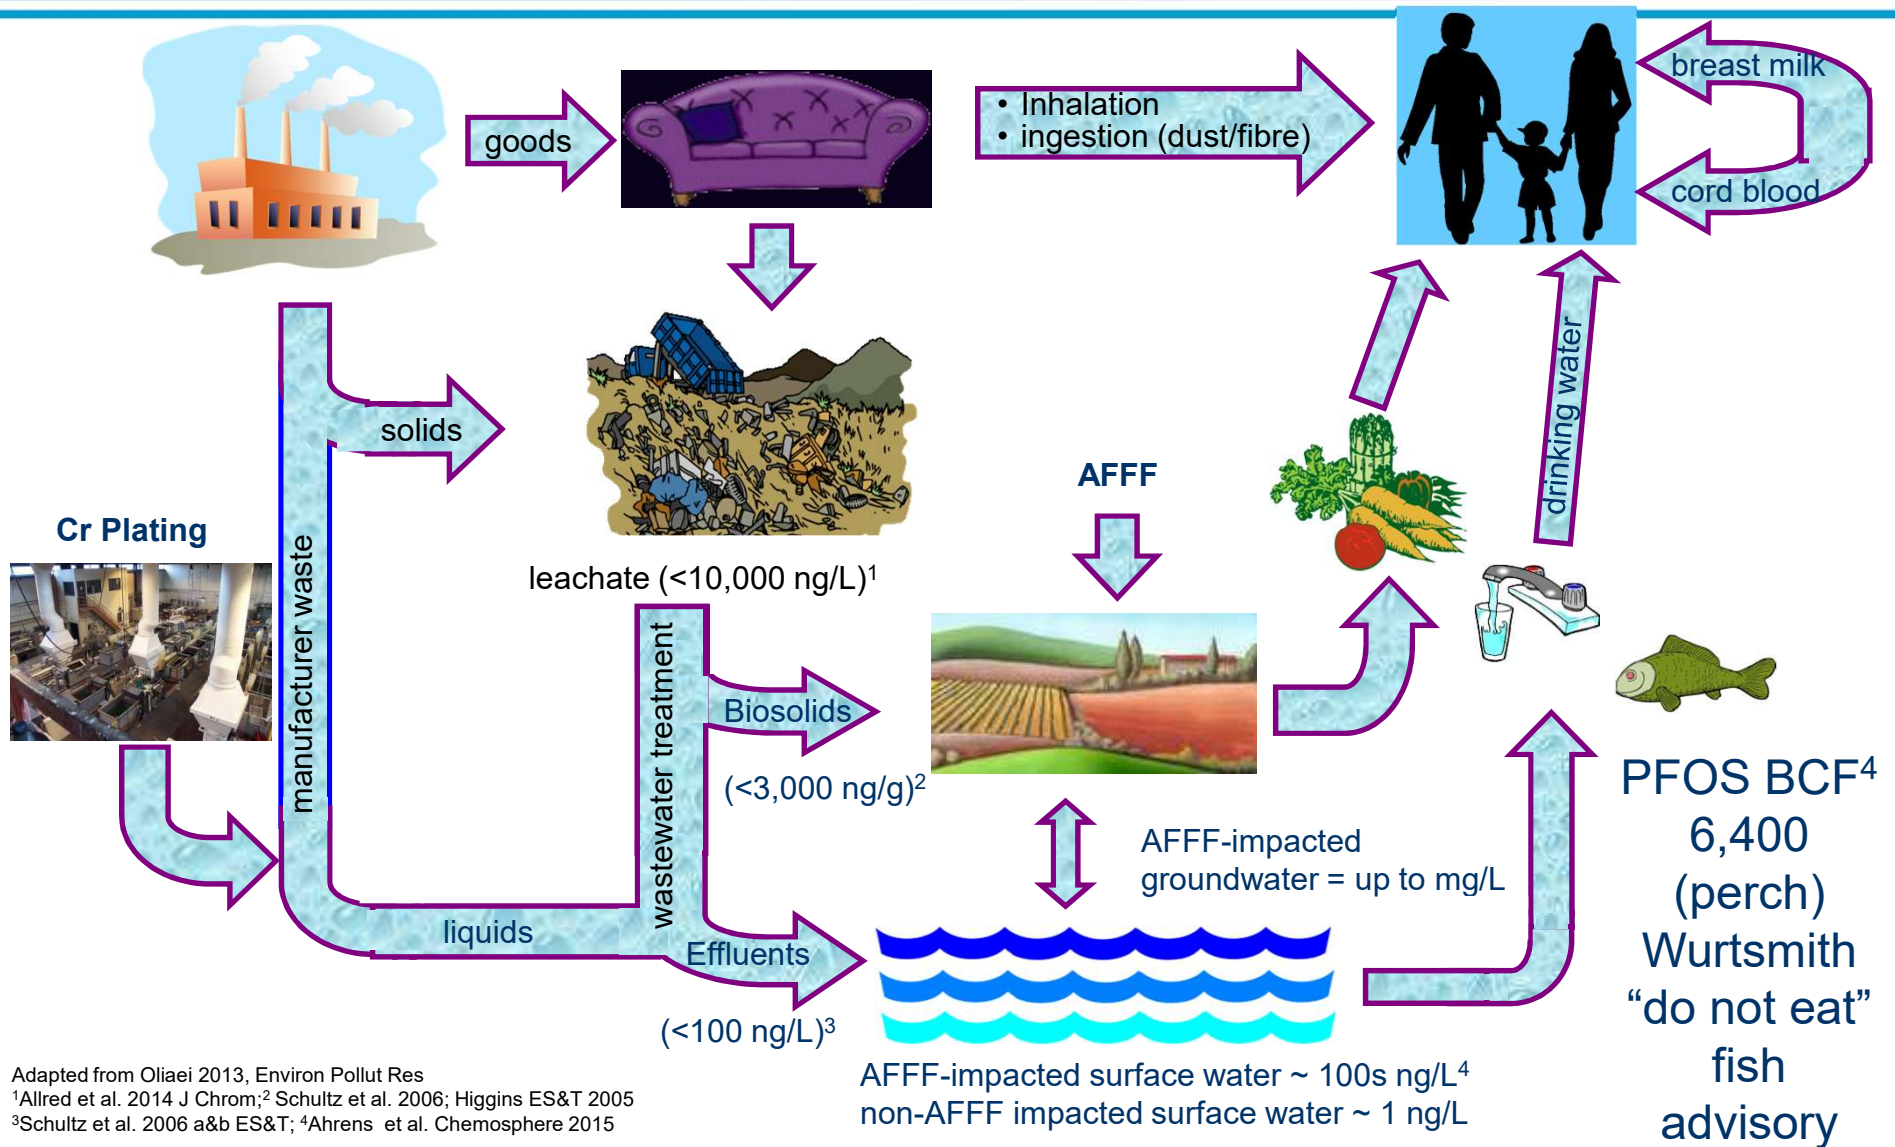 goods
• Inhalation
• ingestion (dust/fibre)
breast milk
cord blood
solids
manufacturer waste
Cr Plating
leachate (<10,000 ng/L)1
AFFF
drinking water
wastewater treatment
Biosolids
(<3,000 ng/g)2
liquids
Effluents
(<100 ng/L)3
AFFF-impacted
groundwater = up to mg/L
PFOS BCF4
6,400
(perch)
Wurtsmith
“do not eat”
fish
advisory
AFFF-impacted surface water ~ 100s ng/L4
non-AFFF impacted surface water ~ 1 ng/L
Adapted from Oliaei 2013, Environ Pollut Res
1Allred et al. 2014 J Chrom;2 Schultz et al. 2006; Higgins ES&T 2005
3Schultz et al. 2006 a&b ES&T; 4Ahrens et al. Chemosphere 2015